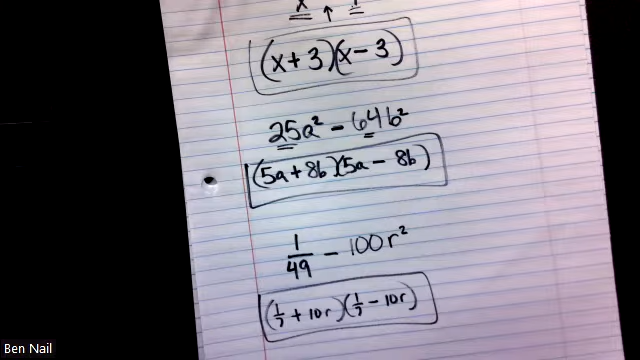 x ↑
(x+3)(x-3)
25a² - 64b²
(5a+8b)(5a-8b)
1/49 - 100r²
(1/7 + 10r)(1/7 - 10r)
Ben Nail